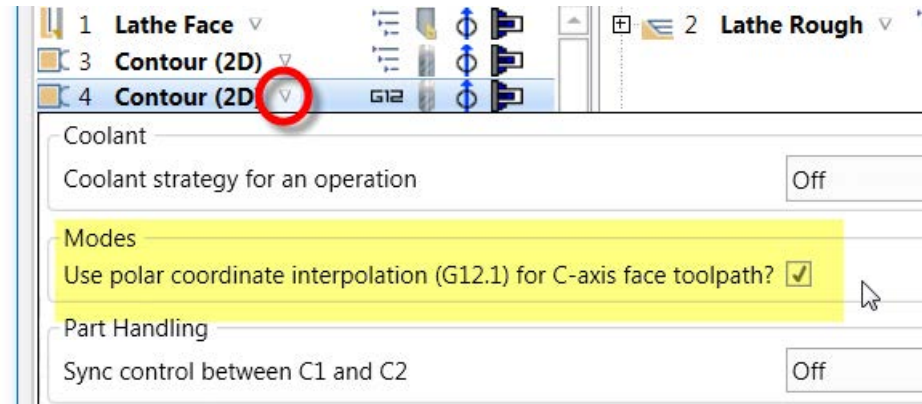 1 Lathe Face
2 Lathe Rough
3 Contour (2D)
4 Contour (2D) G12
Coolant
Coolant strategy for an operation Off
Modes
Use polar coordinate interpolation (G12.1) for C-axis face toolpath?
Part Handling
Sync control between C1 and C2 Off